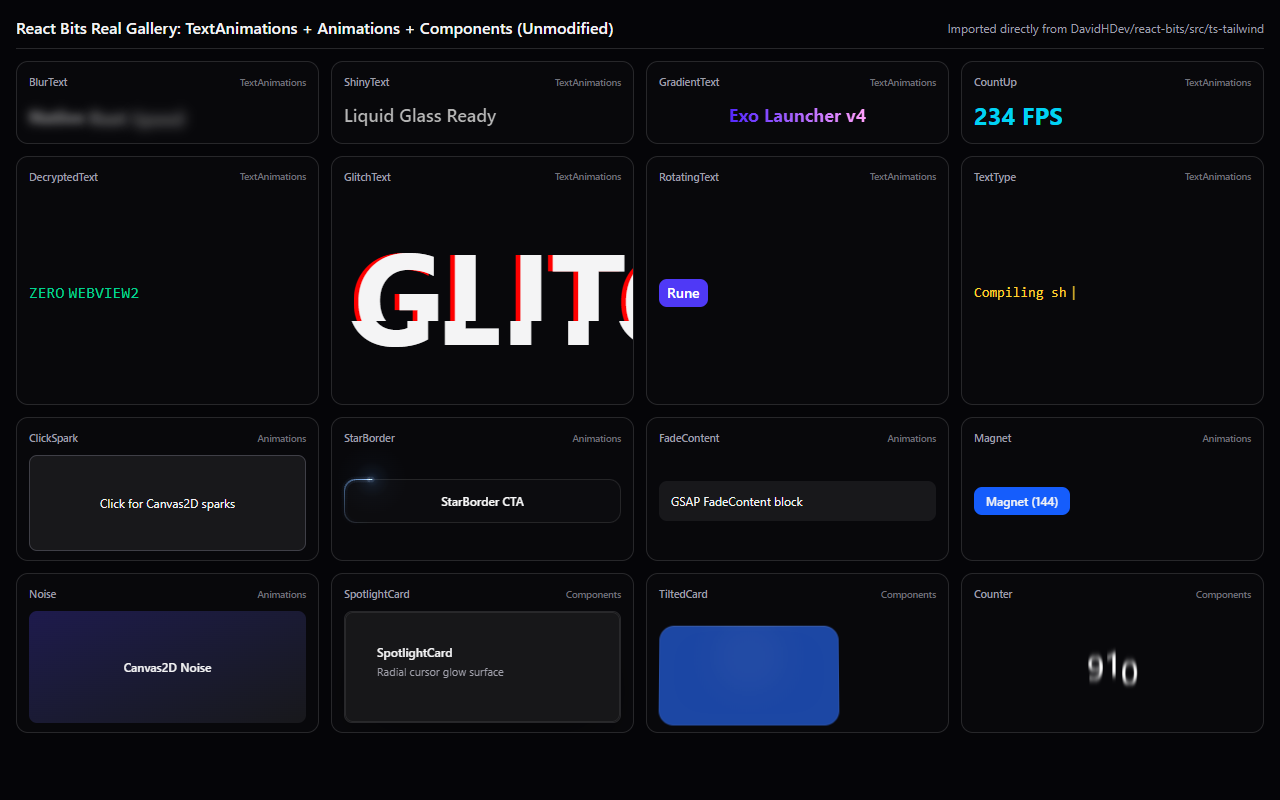 React Bits Real Gallery: TextAnimations + Animations + Components (Unmodified)
Imported directly from DavidHDev/react-bits/src/ts-tailwind
BlurText
TextAnimations
ShinyText
TextAnimations
Liquid Glass Ready
GradientText
TextAnimations
Exo Launcher v4
CountUp
TextAnimations
234 FPS
DecryptedText
TextAnimations
ZERO WEBVIEW2
GlitchText
TextAnimations
GLIT
RotatingText
TextAnimations
Rune
TextType
TextAnimations
Compiling sh
ClickSpark
Animations
Click for Canvas2D sparks
StarBorder
Animations
StarBorder CTA
FadeContent
Animations
GSAP FadeContent block
Magnet
Animations
Magnet (144)
Noise
Animations
Canvas2D Noise
SpotlightCard
Components
SpotlightCard
Radial cursor glow surface
TiltedCard
Components
Counter
Components
910